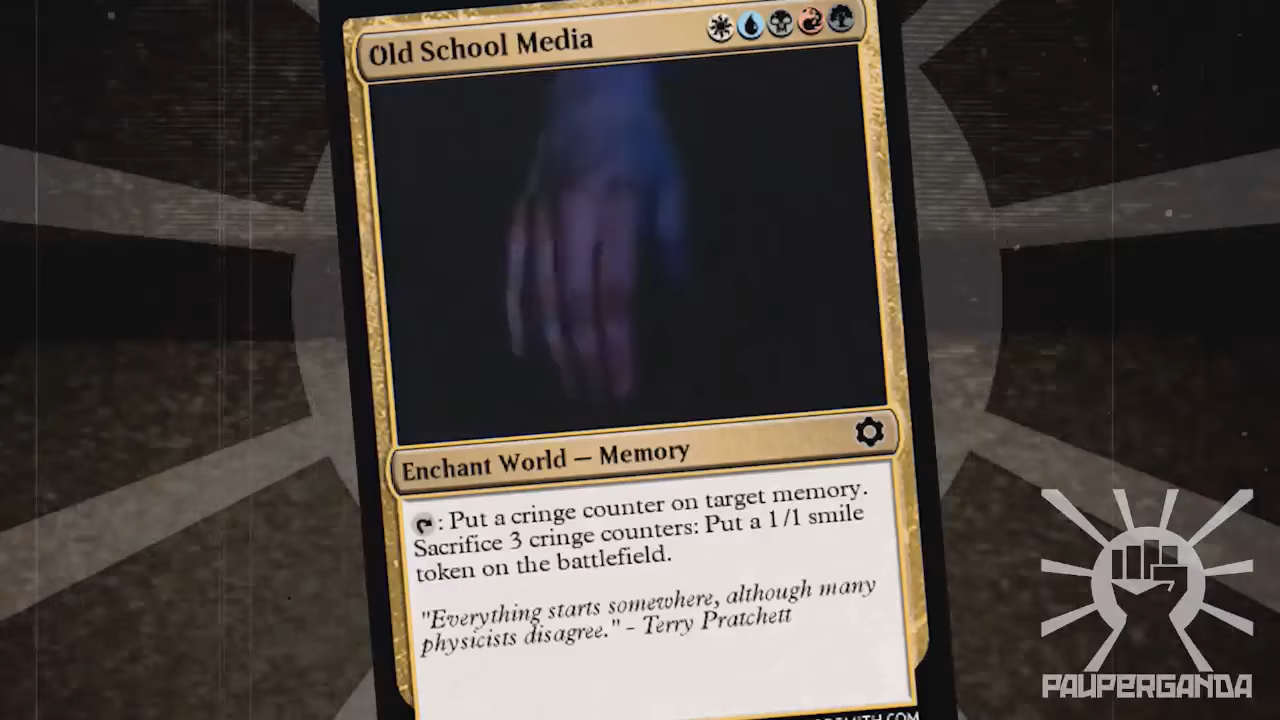 Old School Media
Enchant World — Memory
: Put a cringe counter on target memory.
Sacrifice 3 cringe counters: Put a 1/1 smile
token on the battlefield.
"Everything starts somewhere, although many
physicists disagree." - Terry Pratchett
PAUPERGANDA